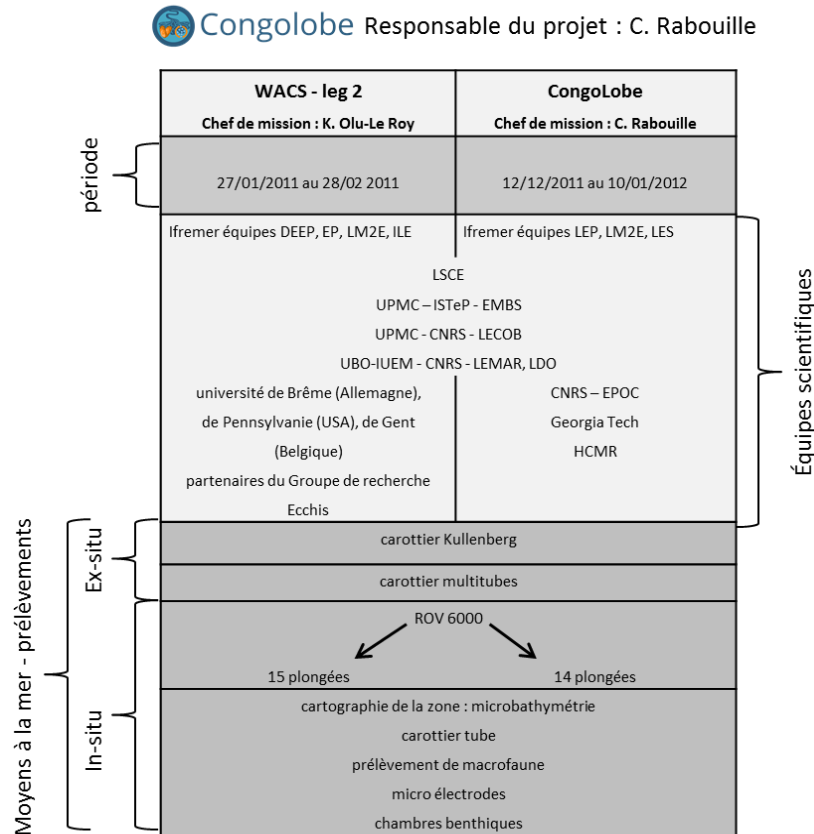 Congolobe Responsable du projet : C. Rabouille
WACS - leg 2
Chef de mission : K. Olu-Le Roy
CongoLobe
Chef de mission : C. Rabouille
période
27/01/2011 au 28/02 2011
12/12/2011 au 10/01/2012
Ifremer équipes DEEP, EP, LM2E, ILE
Ifremer équipes LEP, LM2E, LES
LSCE
UPMC – ISTeP - EMBS
UPMC - CNRS - LECOB
UBO-IUEM - CNRS - LEMAR, LDO
université de Brême (Allemagne),
de Pennsylvanie (USA), de Gent
(Belgique)
partenaires du Groupe de recherche
Ecchis
CNRS – EPOC
Georgia Tech
HCMR
Équipes scientifiques
Moyens à la mer - prélèvements
Ex-situ
carottier Kullenberg
carottier multitubes
In-situ
ROV 6000
15 plongées
14 plongées
cartographie de la zone : microbathymétrie
carottier tube
prélèvement de macrofaune
micro électrodes
chambres benthiques